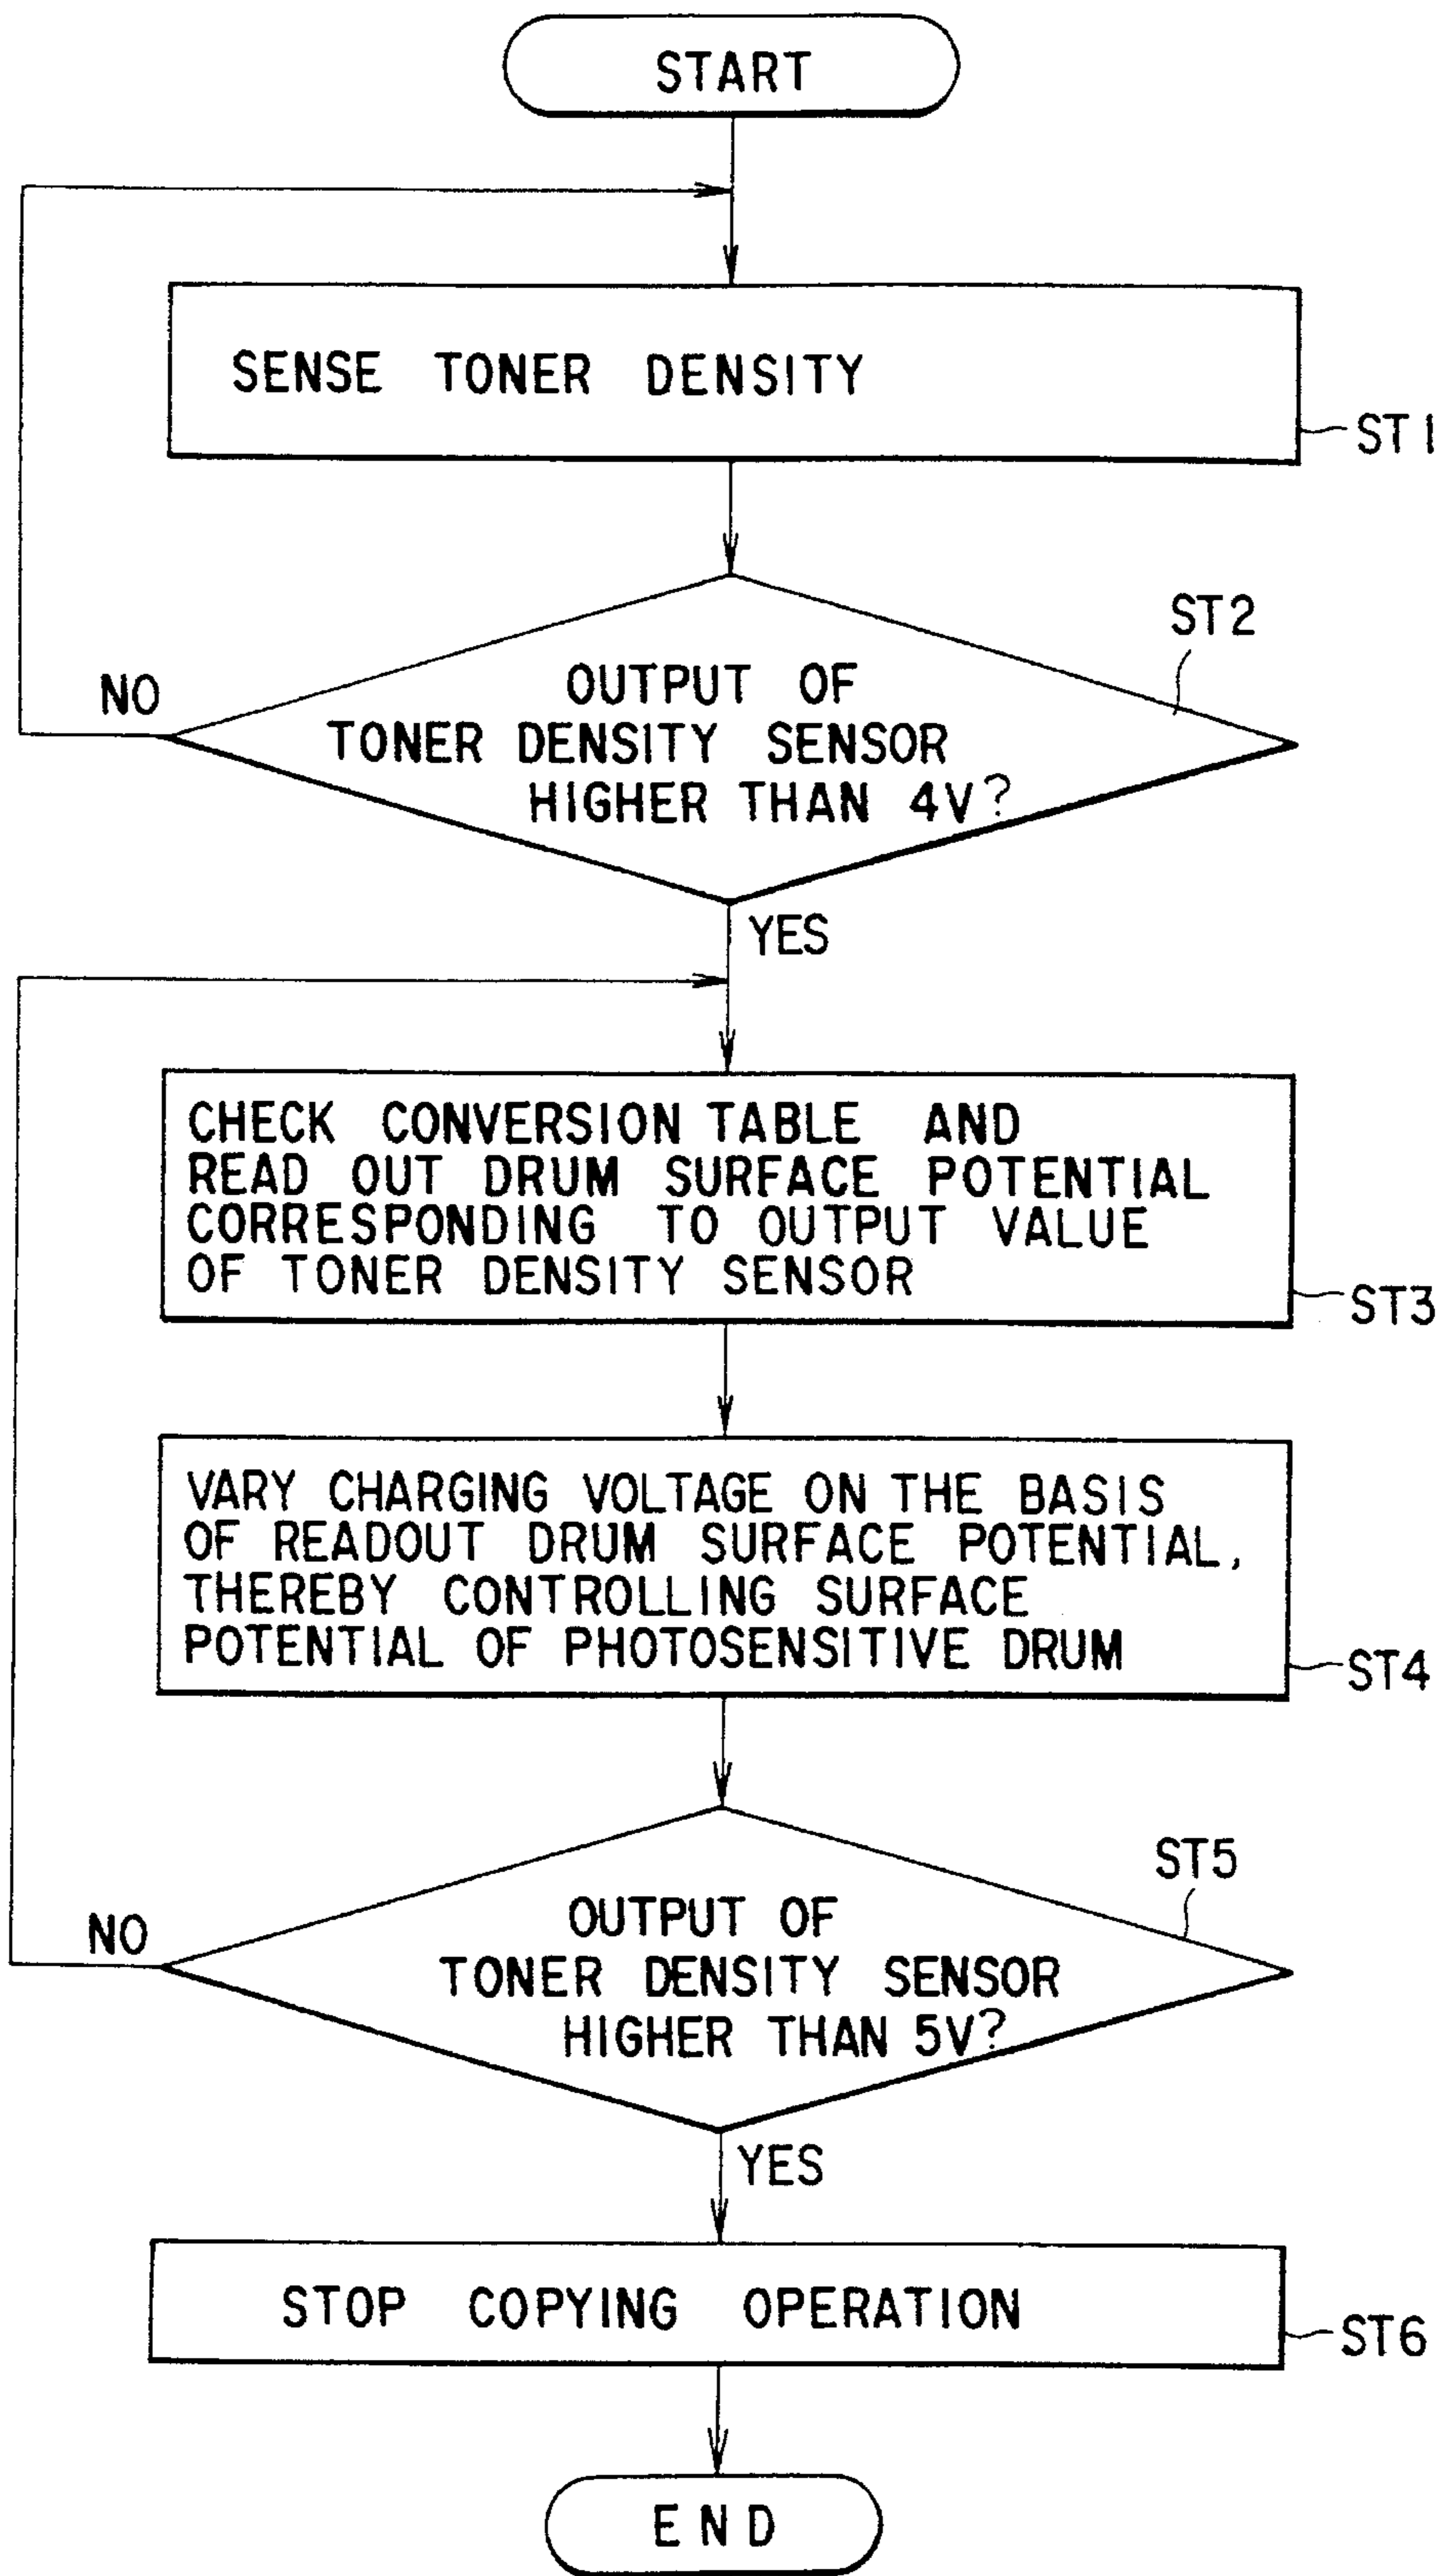 START
SENSE TONER DENSITY
ST1
ST2
NO
OUTPUT OF
TONER DENSITY SENSOR
HIGHER THAN 4V?
YES
CHECK CONVERSION TABLE AND
READ OUT DRUM SURFACE POTENTIAL
CORRESPONDING TO OUTPUT VALUE
OF TONER DENSITY SENSOR
ST3
VARY CHARGING VOLTAGE ON THE BASIS
OF READOUT DRUM SURFACE POTENTIAL,
THEREBY CONTROLLING SURFACE
POTENTIAL OF PHOTOSENSITIVE DRUM
ST4
ST5
NO
OUTPUT OF
TONER DENSITY SENSOR
HIGHER THAN 5V?
YES
STOP COPYING OPERATION
ST6
END